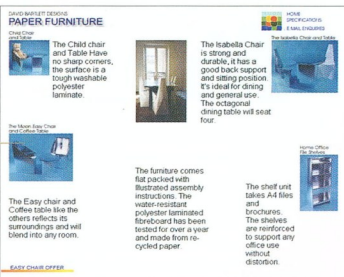 DAVID BARTLETT DESIGNS
PAPER FURNITURE
HOME
SPECIFICATIONS
E-MAIL ENQUIRIES
Child Chair
and Table
The Child chair
and Table Have
no sharp corners,
the surface is a
tough washable
polyester
laminate.
The Isabella Chair
is strong and
durable, it has a
good back support
and sitting position.
It's ideal for dining
and general use.
The octagonal
dining table will seat
four.
The Isabella Chair and Table
The Moon Easy Chair
and Coffee Table
The Easy chair and
Coffee table like the
others reflects its
surroundings and will
blend into any room.
The furniture comes
flat packed with
Illustrated assembly
instructions. The
water-resistant
polyester laminated
fibreboard has been
tested for over a year
and made from re-
cycled paper.
The shelf unit
takes A4 files
and
brochures.
The shelves
are reinforced
to support any
office use
without
distortion.
Home Office
File Shelves
EASY CHAIR OFFER